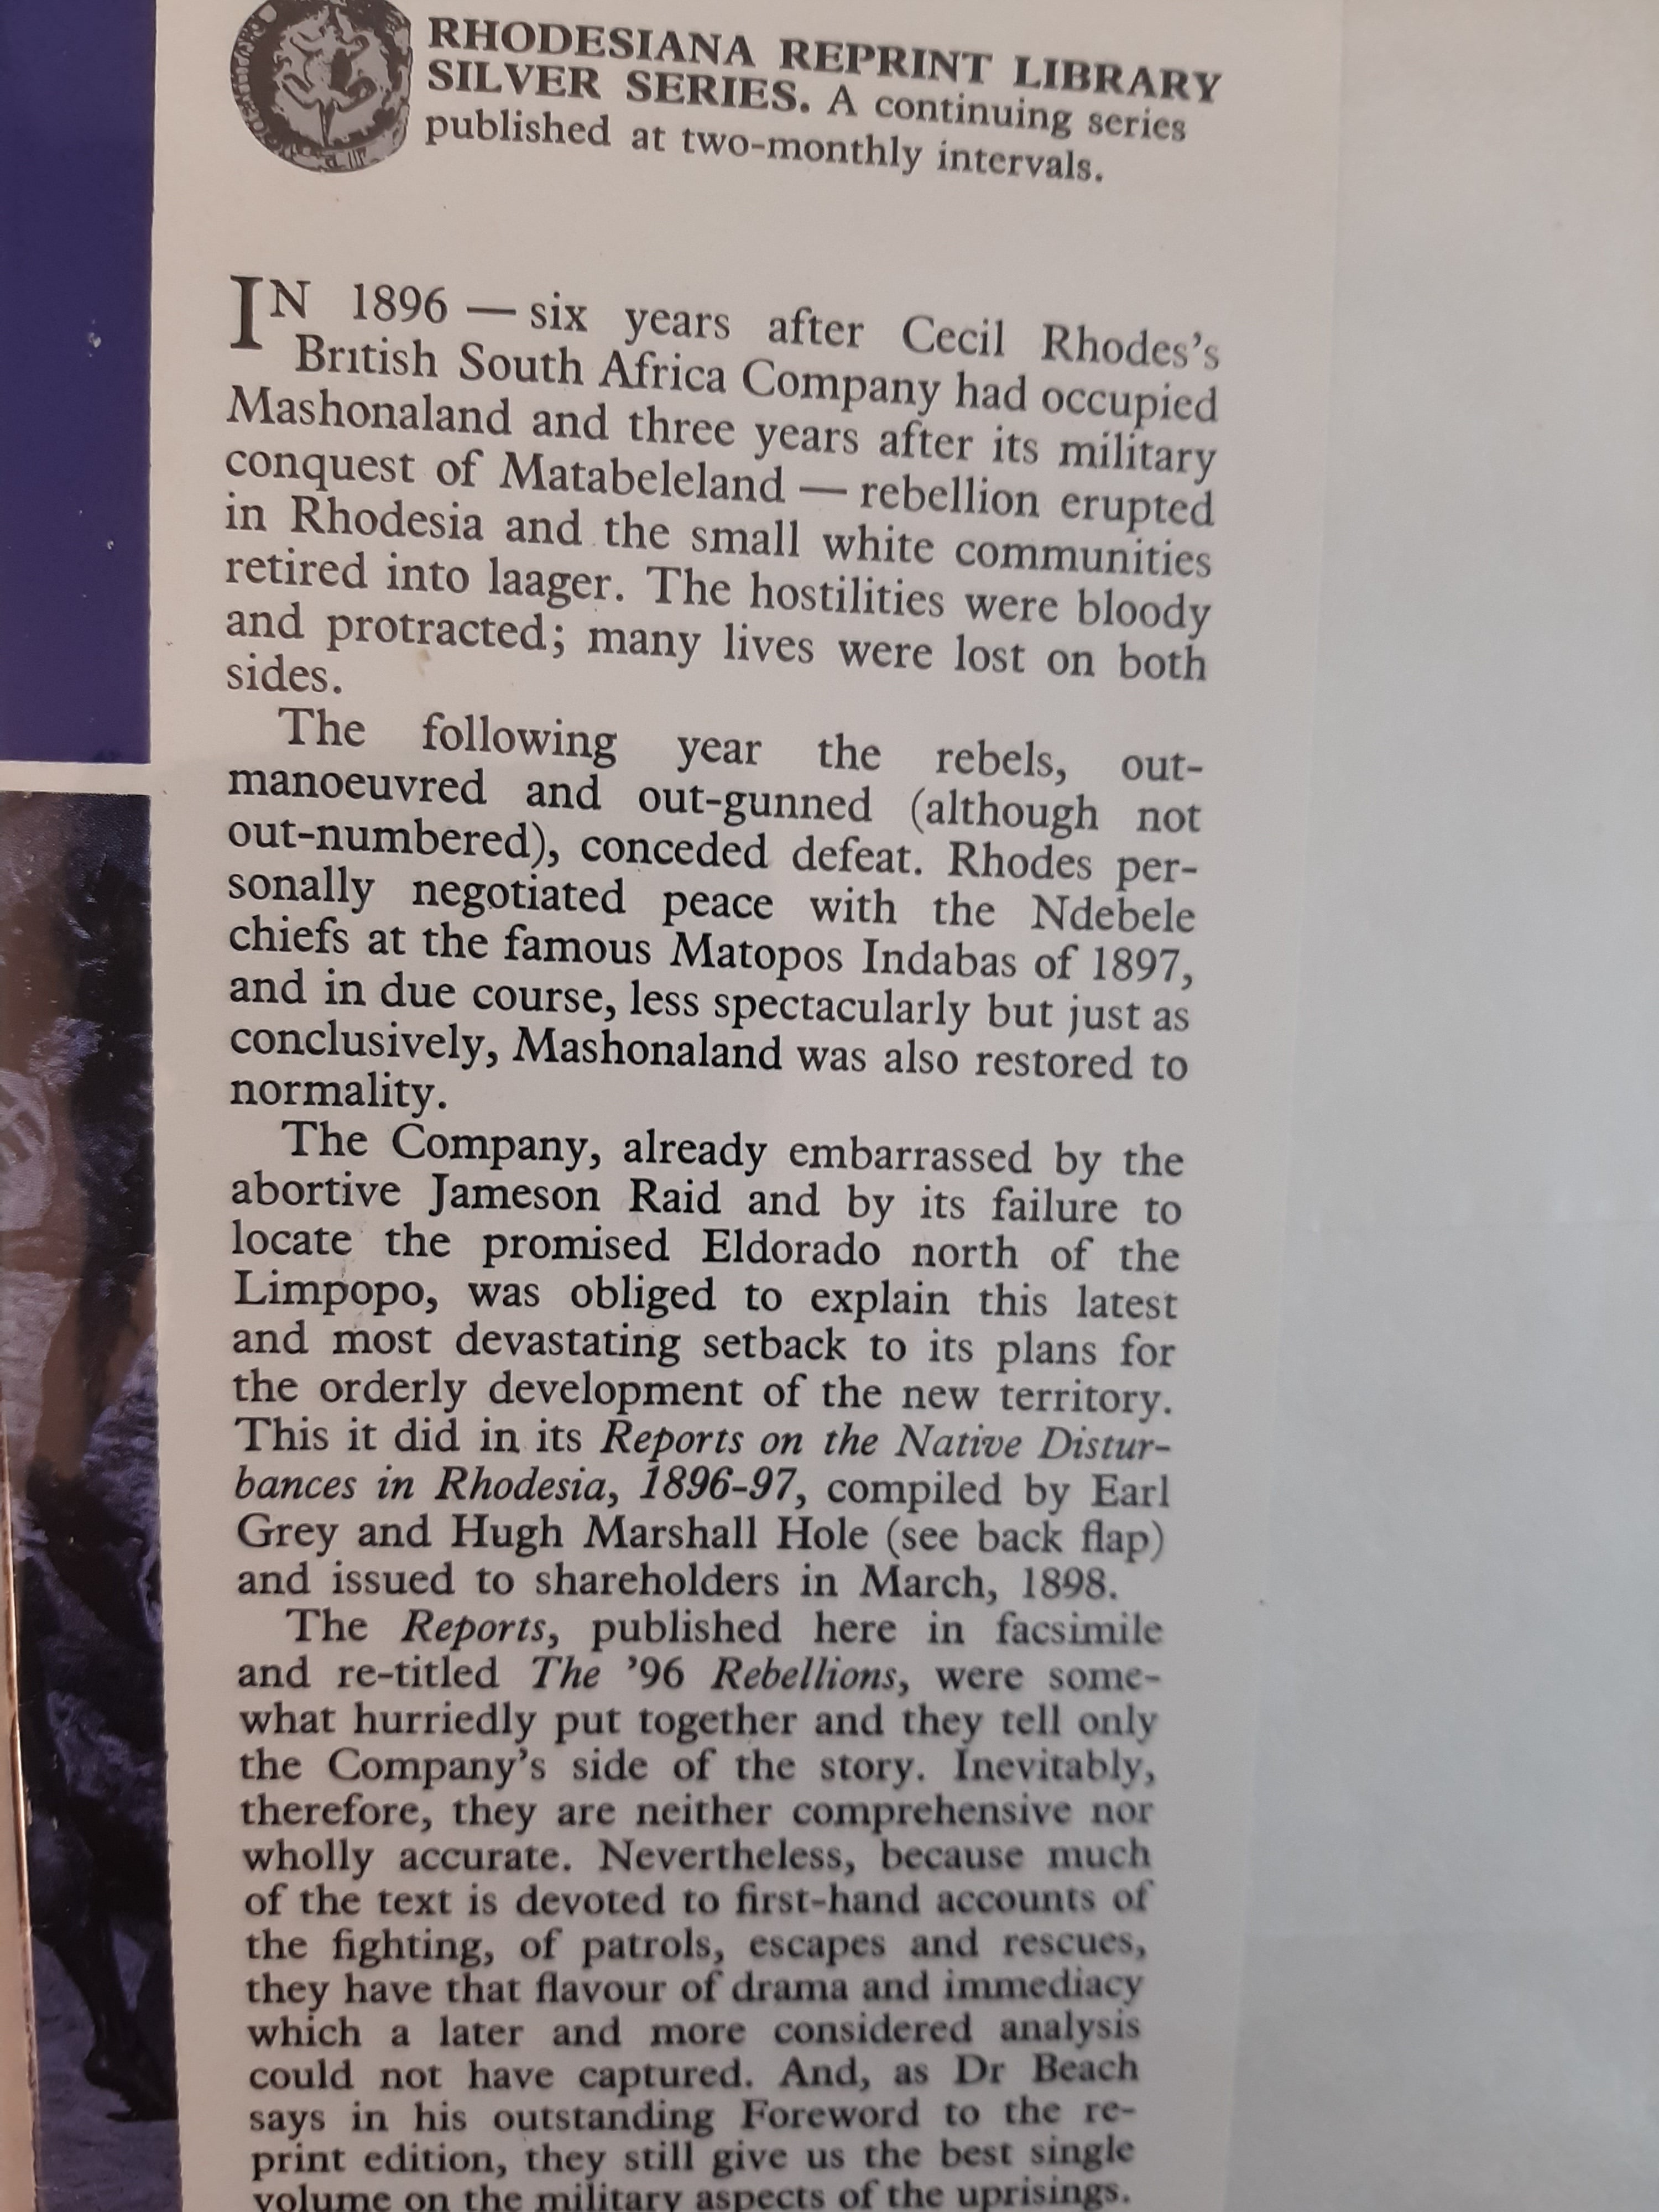 RHODESIANA REPRINT LIBRARY
SILVER SERIES. A continuing series
published at two-monthly intervals.
IN 1896 — six years after Cecil Rhodes's
British South Africa Company had occupied
Mashonaland and three years after its military
conquest of Matabeleland — rebellion erupted
in Rhodesia and the small white communities
retired into laager. The hostilities were bloody
and protracted; many lives were lost on both
sides.
The following year the rebels, out-
manoeuvred and out-gunned (although not
out-numbered), conceded defeat. Rhodes per-
sonally negotiated peace with the Ndebele
chiefs at the famous Matopos Indabas of 1897,
and in due course, less spectacularly but just as
conclusively, Mashonaland was also restored to
normality.
The Company, already embarrassed by the
abortive Jameson Raid and by its failure to
locate the promised Eldorado north of the
Limpopo, was obliged to explain this latest
and most devastating setback to its plans for
the orderly development of the new territory.
This it did in its Reports on the Native Distur-
bances in Rhodesia, 1896-97, compiled by Earl
Grey and Hugh Marshall Hole (see back flap)
and issued to shareholders in March, 1898.
The Reports, published here in facsimile
and re-titled The '96 Rebellions, were some-
what hurriedly put together and they tell only
the Company's side of the story. Inevitably,
therefore, they are neither comprehensive nor
wholly accurate. Nevertheless, because much
of the text is devoted to first-hand accounts of
the fighting, of patrols, escapes and rescues,
they have that flavour of drama and immediacy
which a later and more considered analysis
could not have captured. And, as Dr Beach
says in his outstanding Foreword to the re-
print edition, they still give us the best single
volume on the military aspects of the uprisings.